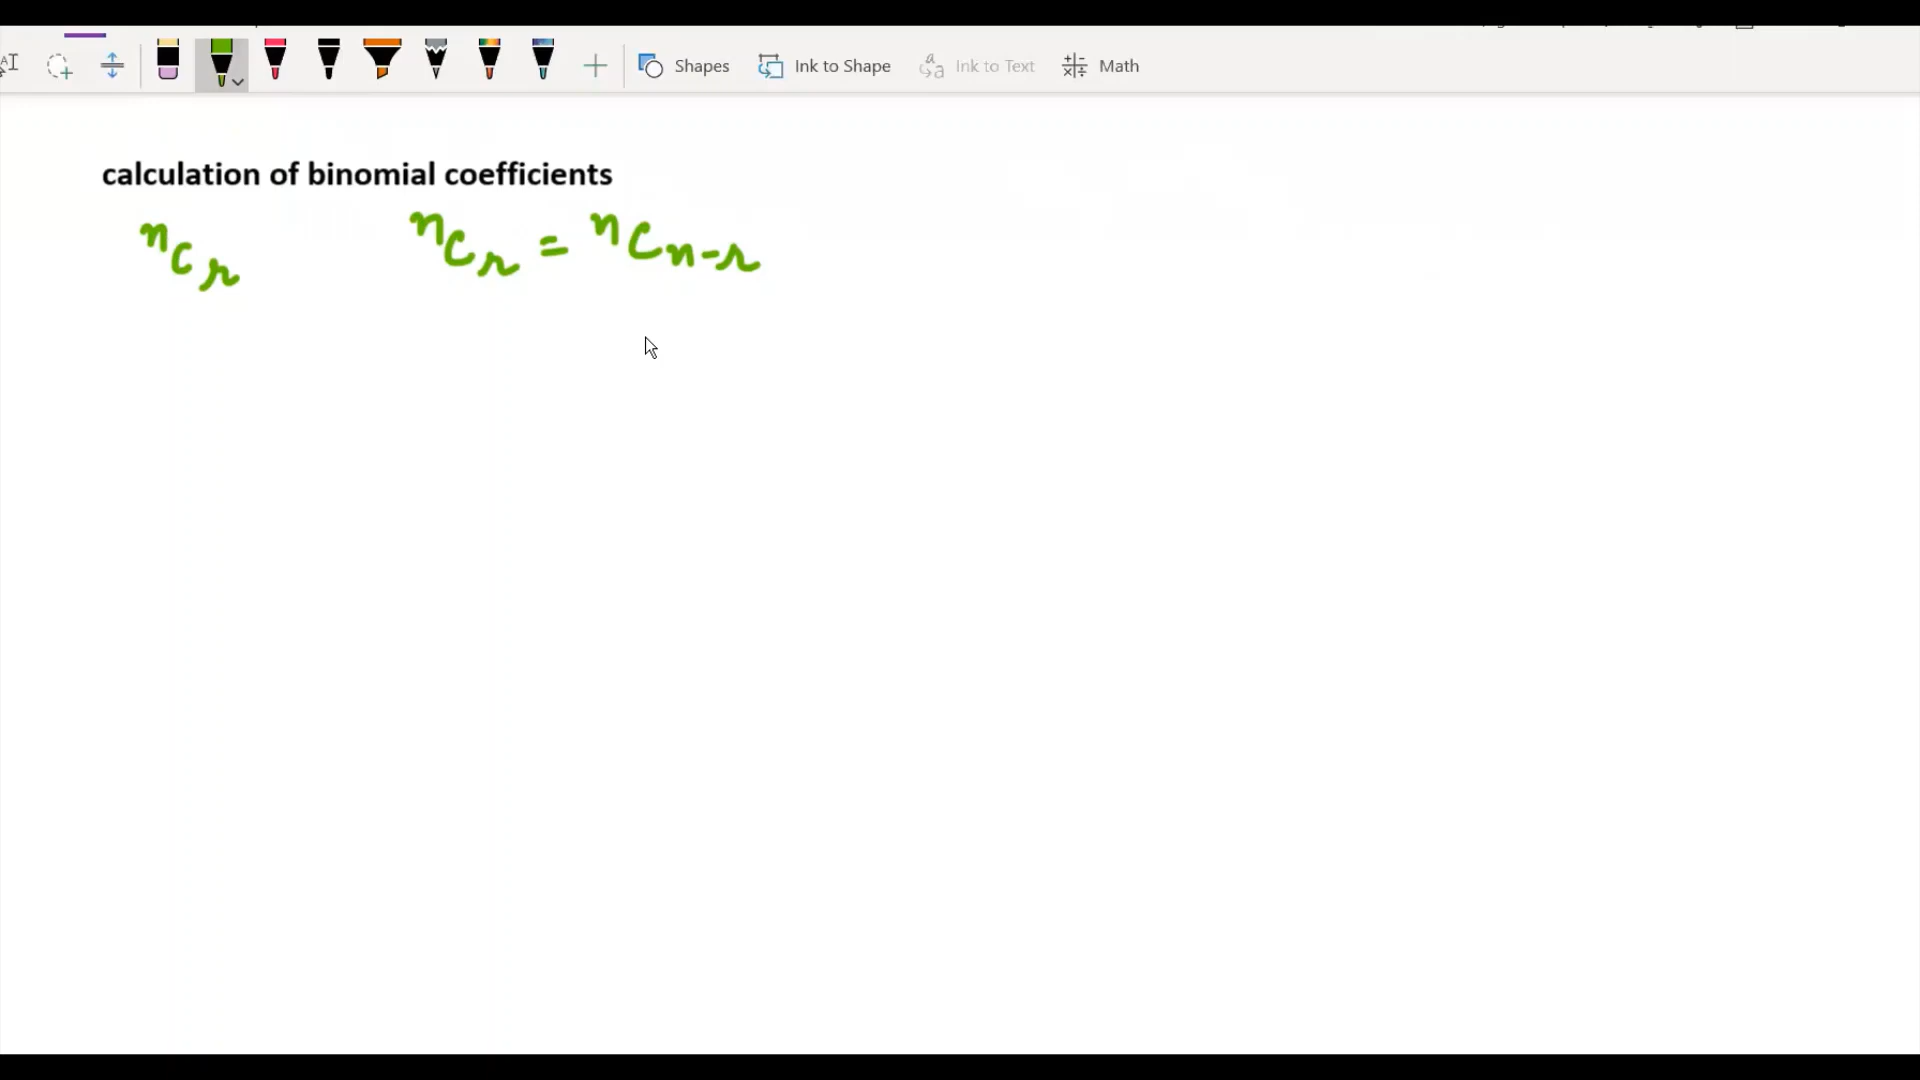 Shapes Ink to Shape Ink to Text Math
calculation of binomial coefficients
ⁿCᵣ ⁿCᵣ = ⁿCₙ₋ᵣ